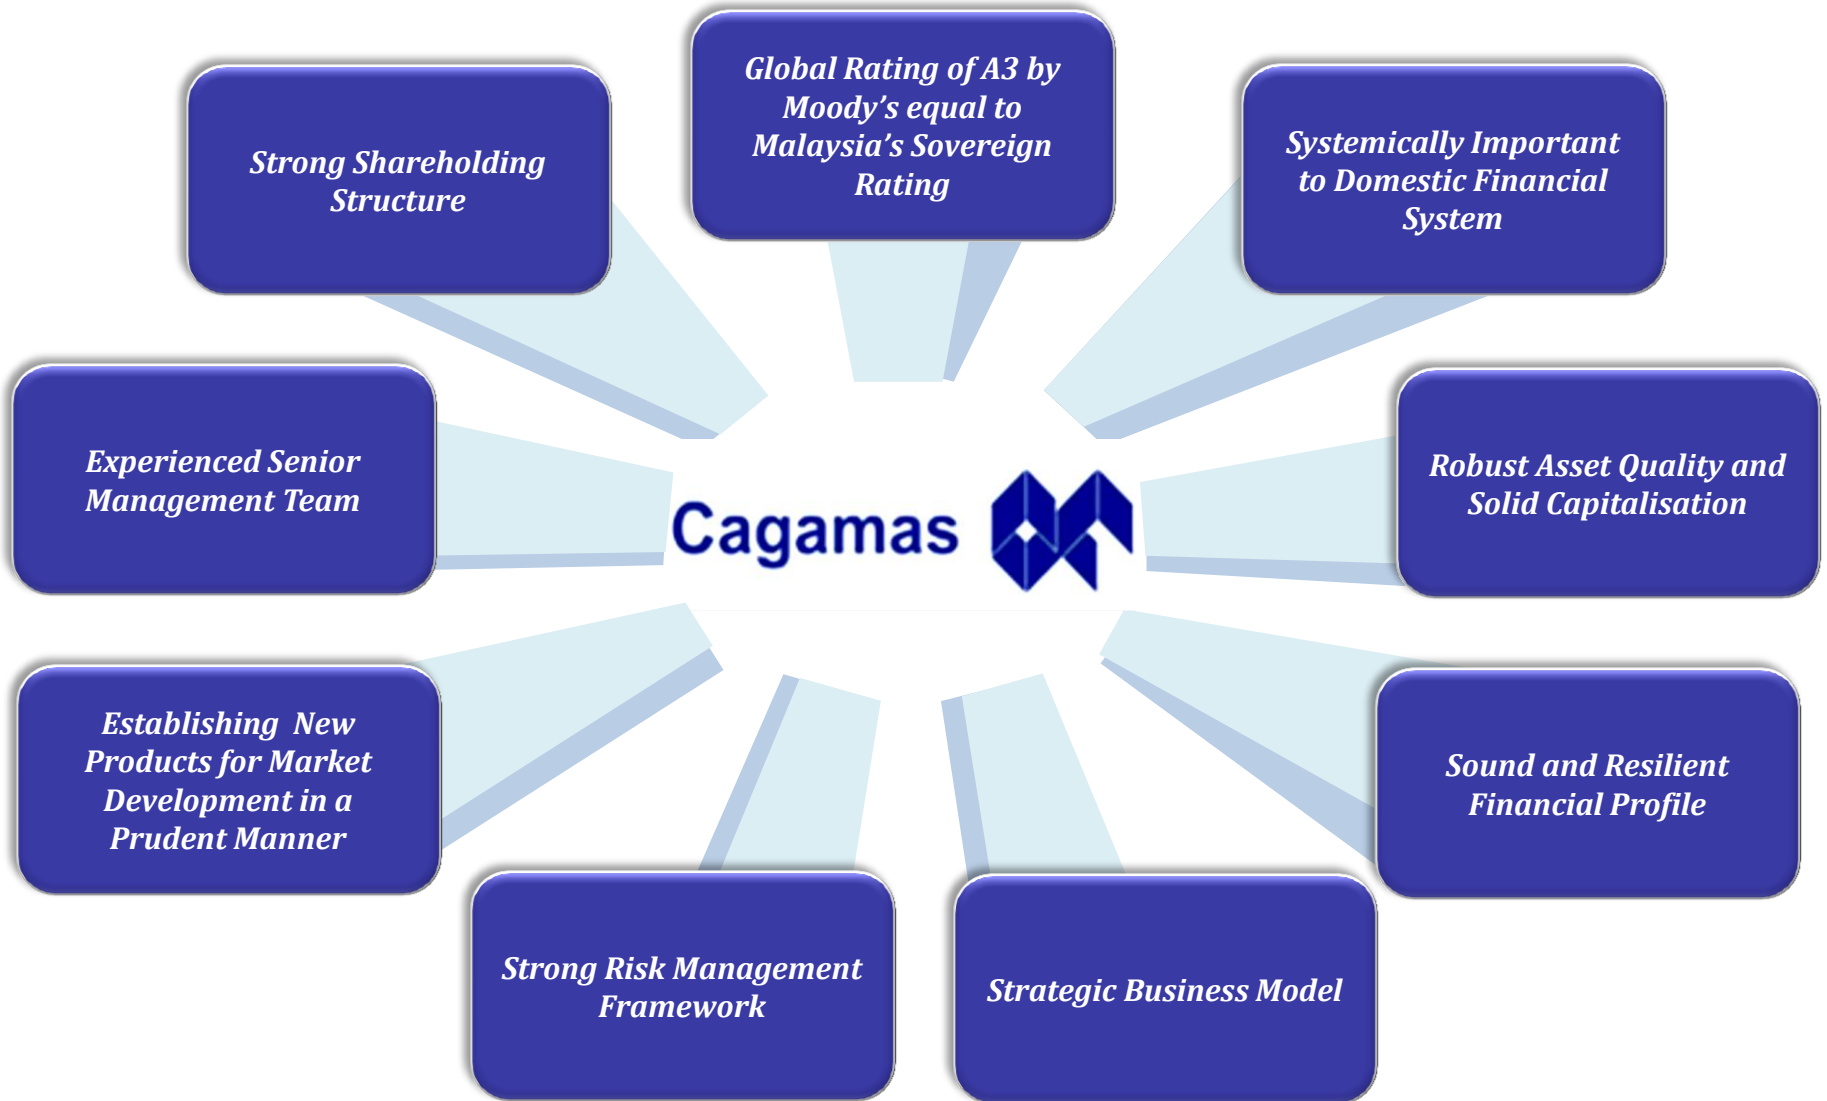 Global Rating of A3 by
Moody’s equal to
Malaysia’s Sovereign
Rating
Strong Shareholding
Structure
Systemically Important
to Domestic Financial
System
Experienced Senior
Management Team
Robust Asset Quality and
Solid Capitalisation
Cagamas
Establishing  New
Products for Market
Development in a
Prudent Manner
Sound and Resilient
Financial Profile
Strong Risk Management
Framework
Strategic Business Model